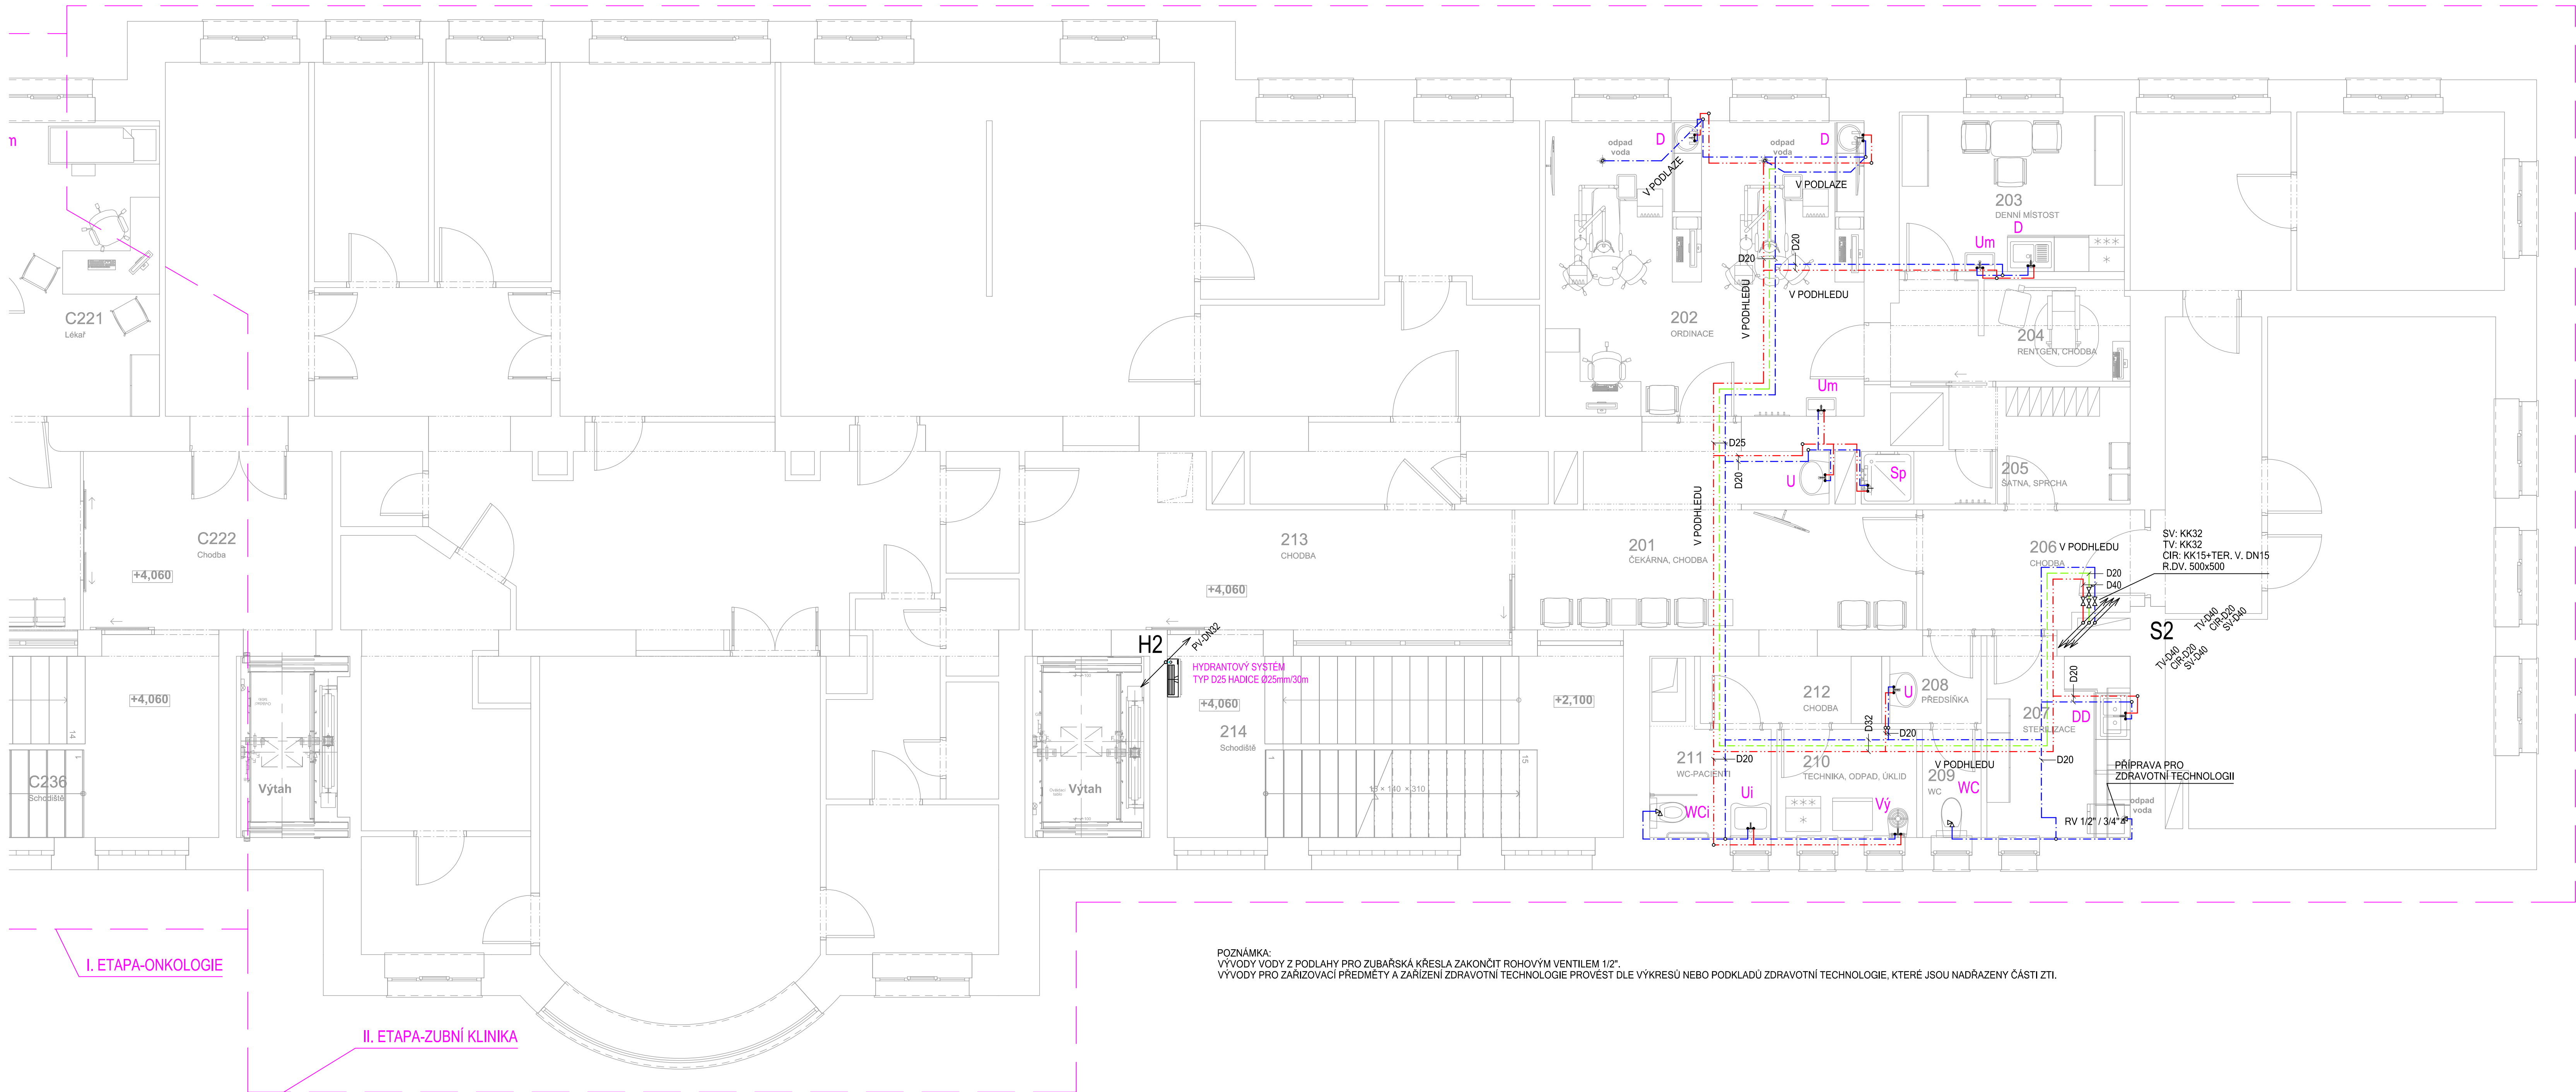 m
C221
Lékař
C222
Chodba
+4,060
+4,060
C236
Schodiště
14
1
Výtah
Výtah
213
CHODBA
+4,060
H2
PV-DN32
HYDRANTOVÝ SYSTÉM
TYP D25 HADICE Ø25mm/30m
+4,060
214
Schodiště
1
15
13 × 140 × 310
+2,100
odpad
voda
D
V PODLAZE
odpad
voda
D
V PODLAZE
D20
D20
V PODHLEDU
V PODHLEDU
202
ORDINACE
203
DENNÍ MÍSTOST
D
Um
204
RENTGEN, CHODBA
Um
D25
D20
U
Sp
205
ŠATNA, SPRCHA
V PODHLEDU
201
ČEKÁRNA, CHODBA
206
CHODBA
V PODHLEDU
SV: KK32
TV: KK32
CIR: KK15+TER. V. DN15
R.DV. 500x500
D20
D40
TV-D40
CIR-D20
SV-D40
S2
TV-D40
CIR-D20
SV-D40
D20
212
CHODBA
U
208
PŘEDSÍŇKA
207
STERILIZACE
DD
D32
D20
211
WC-PACIENTI
D20
210
TECHNIKA, ODPAD, ÚKLID
209
WC
V PODHLEDU
D20
PŘÍPRAVA PRO
ZDRAVOTNÍ TECHNOLOGII
WCi
Ui
Vý
WC
odpad
voda
RV 1/2" / 3/4"
POZNÁMKA:
VÝVODY VODY Z PODLAHY PRO ZUBAŘSKÁ KŘESLA ZAKONČIT ROHOVÝM VENTILEM 1/2".
VÝVODY PRO ZAŘIZOVACÍ PŘEDMĚTY A ZAŘÍZENÍ ZDRAVOTNÍ TECHNOLOGIE PROVÉST DLE VÝKRESŮ NEBO PODKLADŮ ZDRAVOTNÍ TECHNOLOGIE, KTERÉ JSOU NADŘAZENY ČÁSTI ZTI.
I. ETAPA-ONKOLOGIE
II. ETAPA-ZUBNÍ KLINIKA